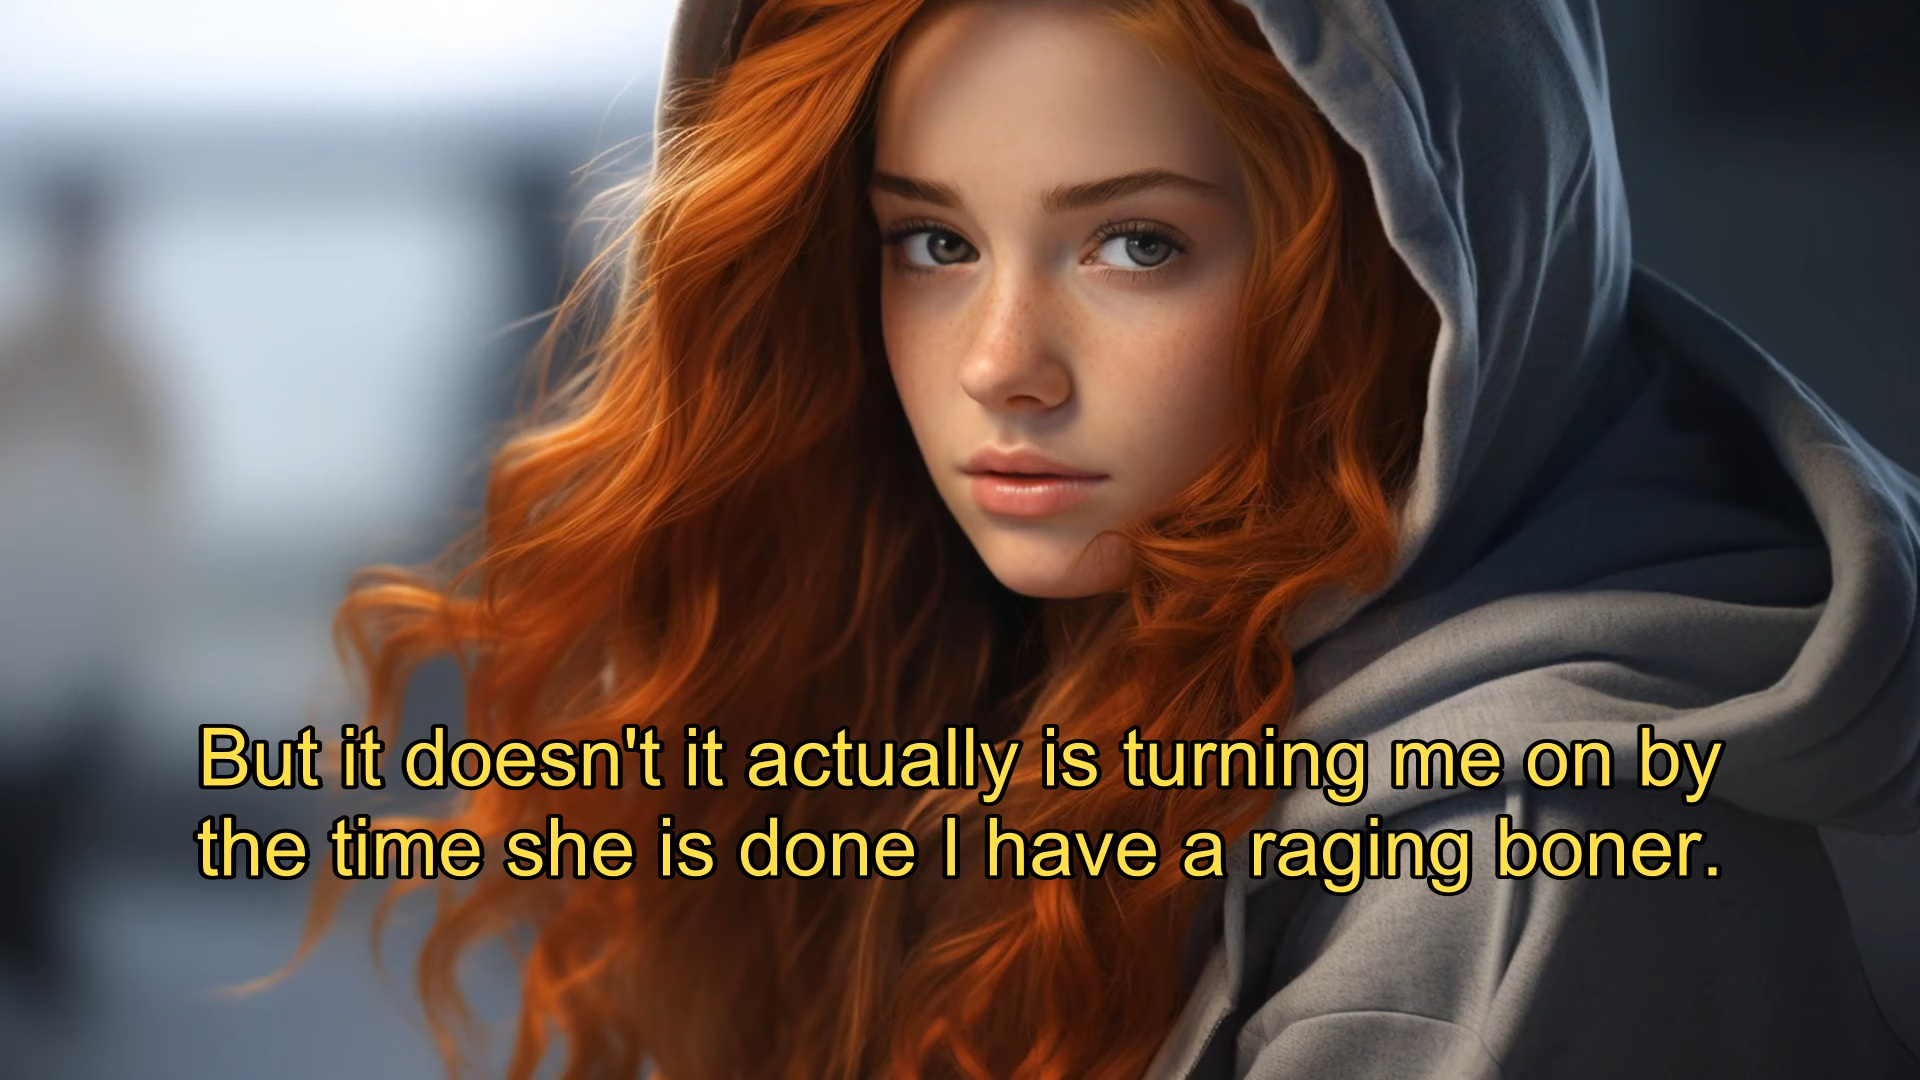 But it doesn't it actually is turning me on by
the time she is done I have a raging boner.